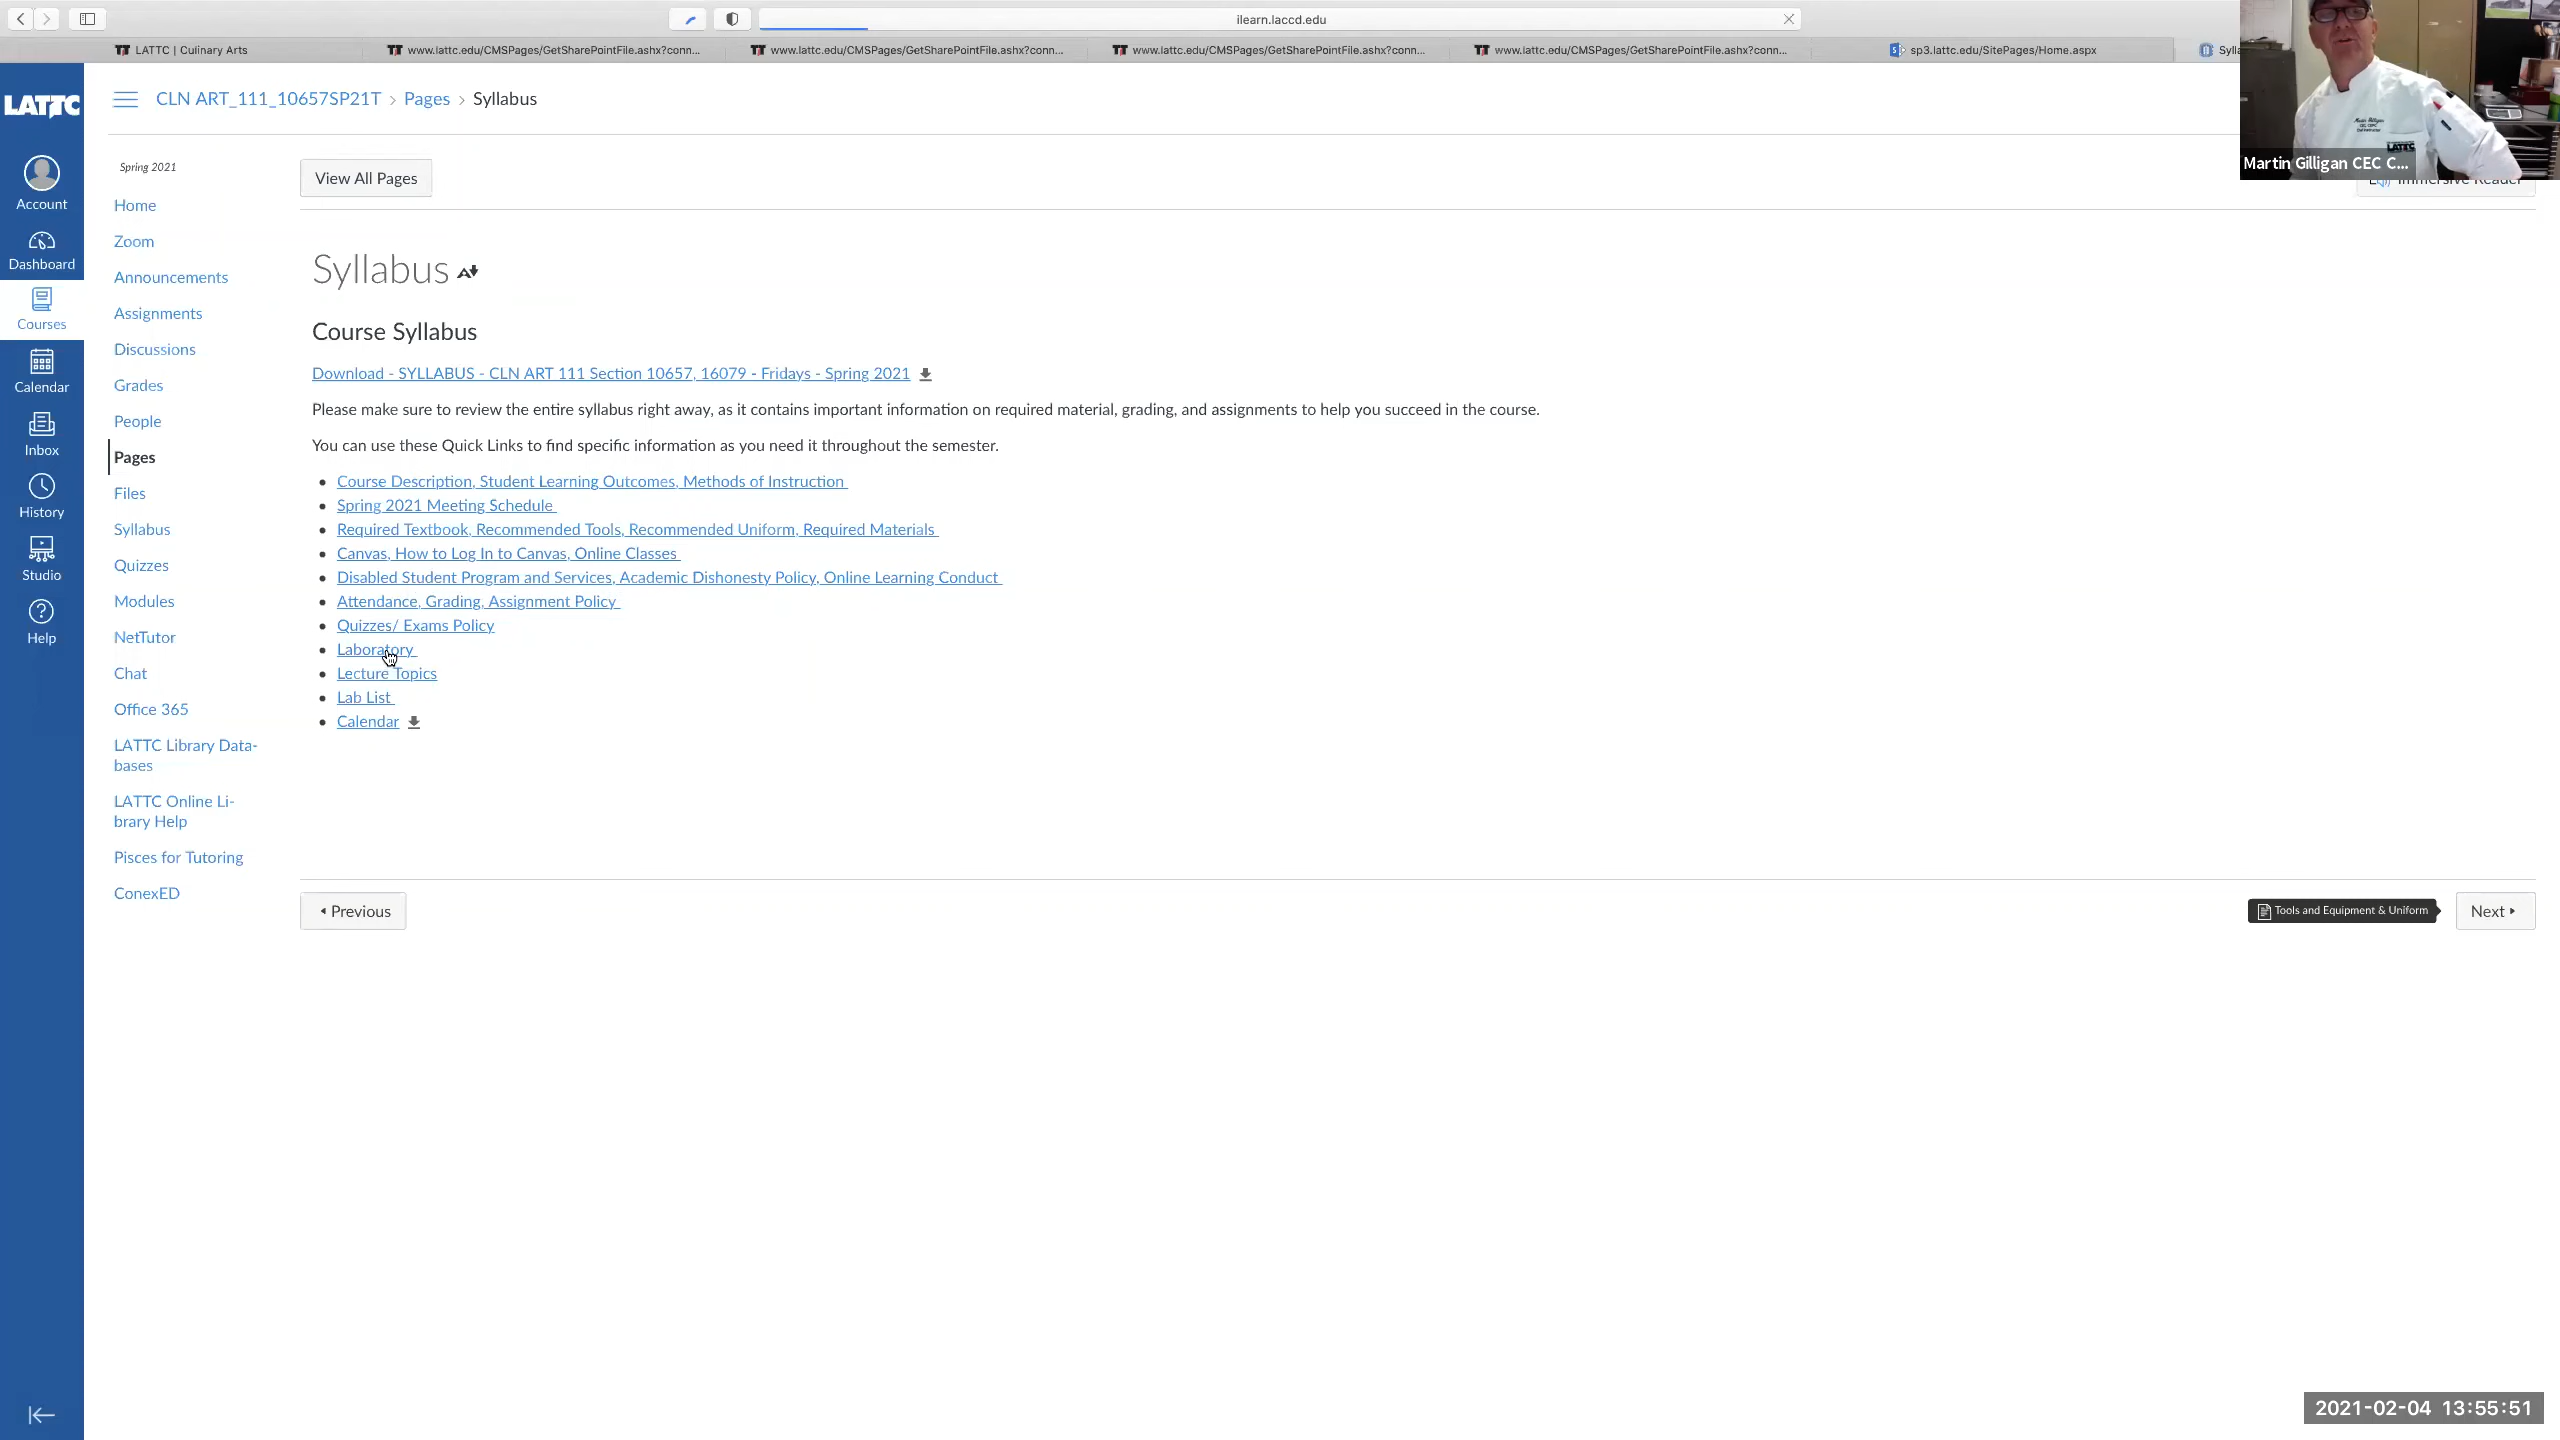 ilearn.laccd.edu
LATTC | Culinary Arts
www.lattc.edu/CMSPages/GetSharePointFile.ashx?conn...
www.lattc.edu/CMSPages/GetSharePointFile.ashx?conn...
www.lattc.edu/CMSPages/GetSharePointFile.ashx?conn...
www.lattc.edu/CMSPages/GetSharePointFile.ashx?conn...
sp3.lattc.edu/SitePages/Home.aspx
LATTC
CLN ART_111_10657SP21T > Pages > Syllabus
LATTC
Martin Gilligan CEC C...
Immersive Reader
Account
Dashboard
Courses
Calendar
Inbox
History
Studio
Help
Spring 2021
Home
Zoom
Announcements
Assignments
Discussions
Grades
People
Pages
Files
Syllabus
Quizzes
Modules
NetTutor
Chat
Office 365
LATTC Library Data-
bases
LATTC Online Li-
brary Help
Pisces for Tutoring
ConexED
View All Pages
Syllabus
Course Syllabus
Download - SYLLABUS - CLN ART 111 Section 10657, 16079 - Fridays - Spring 2021
Please make sure to review the entire syllabus right away, as it contains important information on required material, grading, and assignments to help you succeed in the course.
You can use these Quick Links to find specific information as you need it throughout the semester.
• Course Description, Student Learning Outcomes, Methods of Instruction
• Spring 2021 Meeting Schedule
• Required Textbook, Recommended Tools, Recommended Uniform, Required Materials
• Canvas, How to Log In to Canvas, Online Classes
• Disabled Student Program and Services, Academic Dishonesty Policy, Online Learning Conduct
• Attendance, Grading, Assignment Policy
• Quizzes/ Exams Policy
• Laboratory
• Lecture Topics
• Lab List
• Calendar
Previous
Tools and Equipment & Uniform
Next
2021-02-04 13:55:51